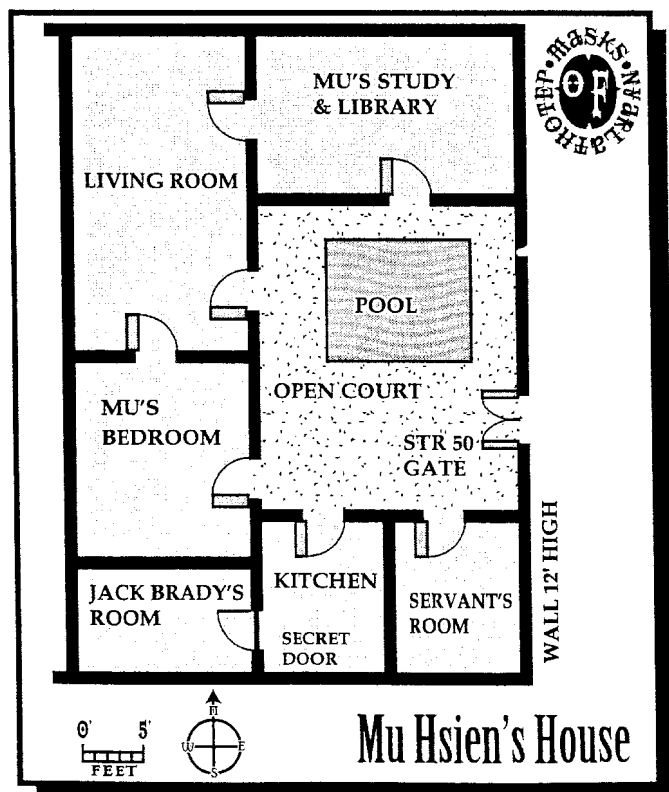 MASKS • OF • NYARLATHOTEP
MU'S STUDY
& LIBRARY
LIVING ROOM
POOL
OPEN COURT
MU'S
BEDROOM
STR 50
GATE
WALL 12' HIGH
JACK BRADY'S
ROOM
KITCHEN
SECRET
DOOR
SERVANT'S
ROOM
0' 5'
FEET
N
W E
S
Mu Hsien's House